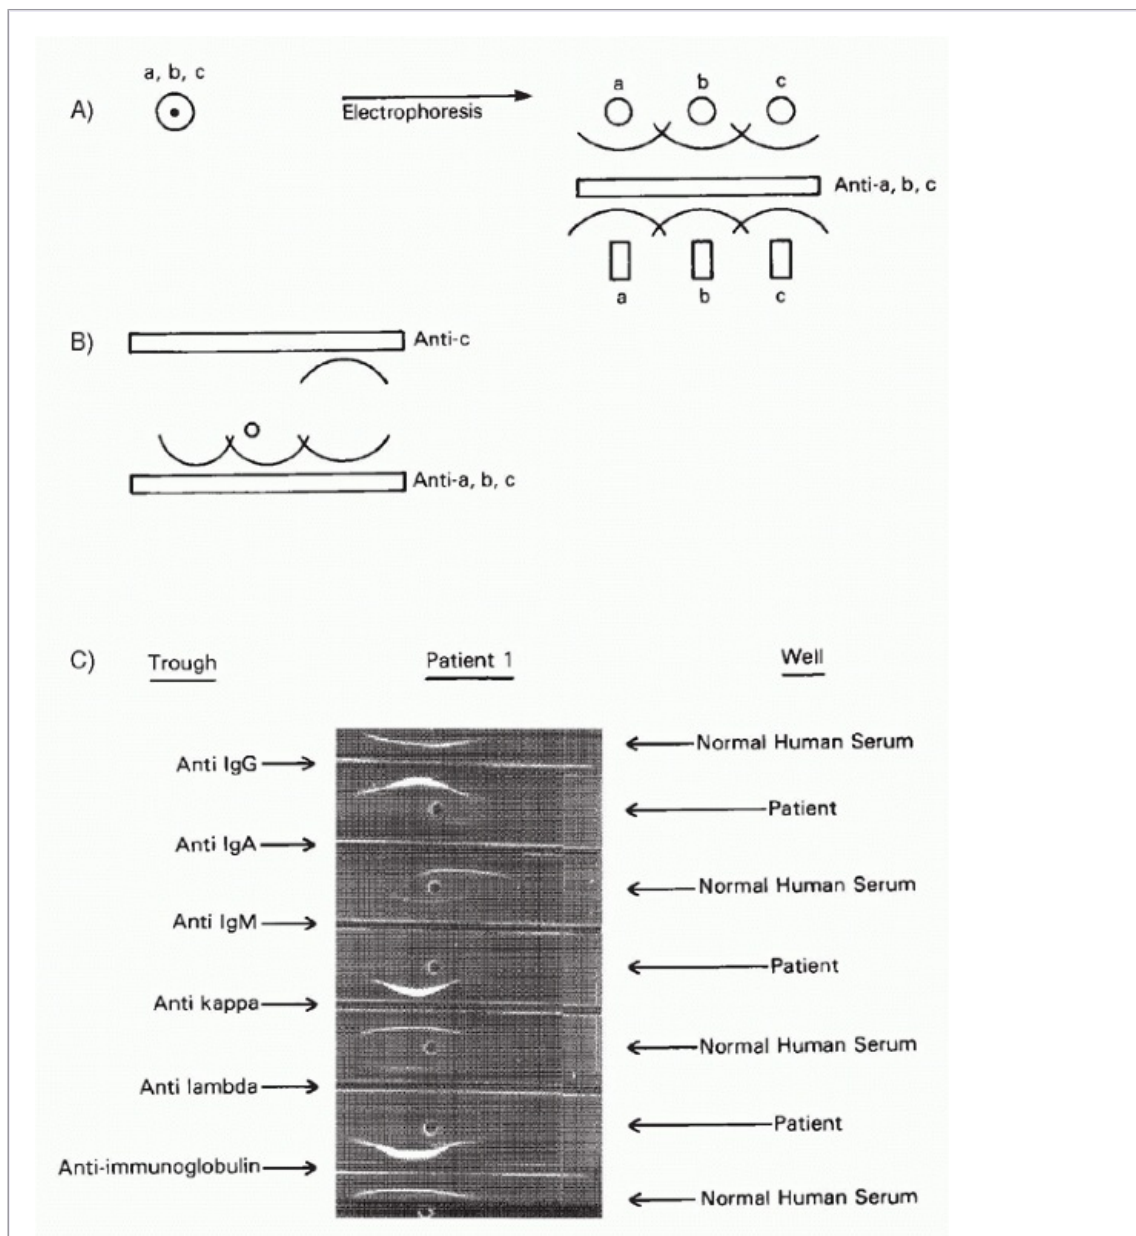 a, b, c
A)
Electrophoresis
a b c
Anti-a, b, c
a b c
B)
Anti-c
Anti-a, b, c
C) Trough Patient 1 Well
Normal Human Serum
Anti IgG
Patient
Anti IgA
Normal Human Serum
Anti IgM
Patient
Anti kappa
Normal Human Serum
Anti lambda
Patient
Anti-immunoglobulin
Normal Human Serum